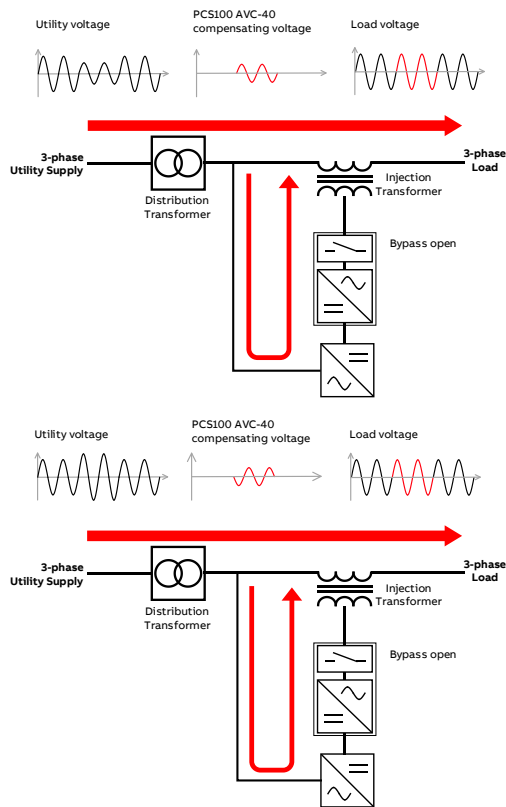 Utility voltage
PCS100 AVC-40
compensating voltage
Load voltage
3-phase
Utility Supply
Distribution
Transformer
Injection
Transformer
3-phase
Load
Bypass open
Utility voltage
PCS100 AVC-40
compensating voltage
Load voltage
3-phase
Utility Supply
Distribution
Transformer
Injection
Transformer
3-phase
Load
Bypass open